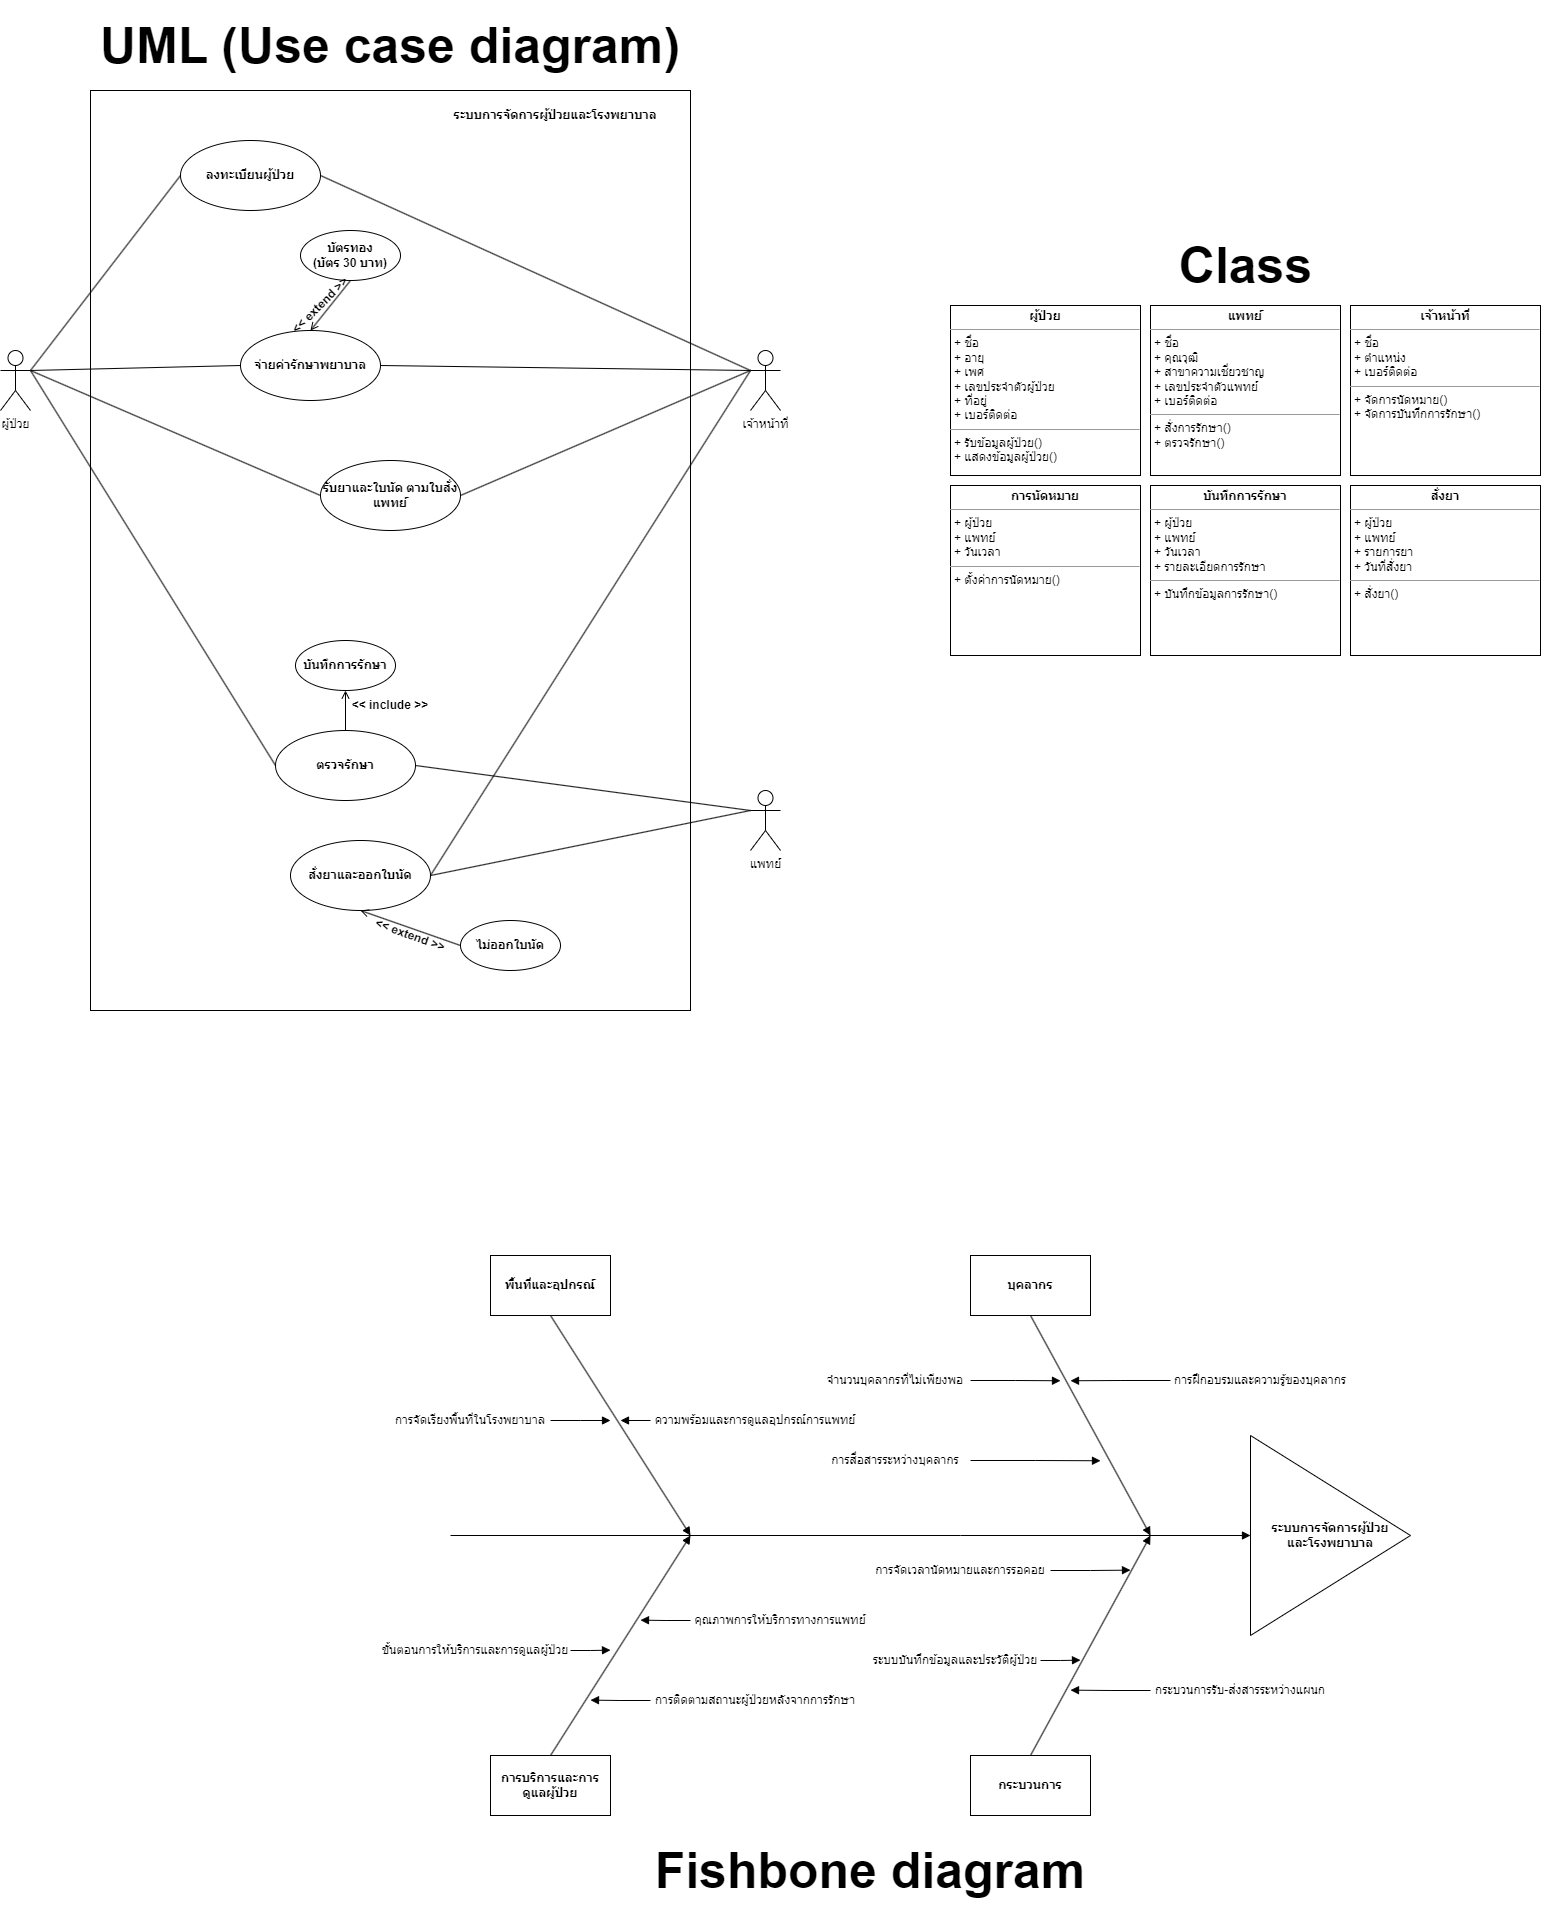 UML (Use case diagram)
ระบบการจัดการผู้ป่วยและโรงพยาบาล
ลงทะเบียนผู้ป่วย
บัตรทอง
(บัตร 30 บาท)
<< extend >>
จ่ายค่ารักษาพยาบาล
ผู้ป่วย
เจ้าหน้าที่
รับยาและใบนัด ตามใบสั่ง
แพทย์
บันทึกการรักษา
<< include >>
ตรวจรักษา
แพทย์
สั่งยาและออกใบนัด
<< extend >>
ไม่ออกใบนัด
Class
ผู้ป่วย
+ ชื่อ
+ อายุ
+ เพศ
+ เลขประจำตัวผู้ป่วย
+ ที่อยู่
+ เบอร์ติดต่อ
+ รับข้อมูลผู้ป่วย()
+ แสดงข้อมูลผู้ป่วย()
แพทย์
+ ชื่อ
+ คุณวุฒิ
+ สาขาความเชี่ยวชาญ
+ เลขประจำตัวแพทย์
+ เบอร์ติดต่อ
+ สั่งการรักษา()
+ ตรวจรักษา()
เจ้าหน้าที่
+ ชื่อ
+ ตำแหน่ง
+ เบอร์ติดต่อ
+ จัดการนัดหมาย()
+ จัดการบันทึกการรักษา()
การนัดหมาย
+ ผู้ป่วย
+ แพทย์
+ วันเวลา
+ ตั้งค่าการนัดหมาย()
บันทึกการรักษา
+ ผู้ป่วย
+ แพทย์
+ วันเวลา
+ รายละเอียดการรักษา
+ บันทึกข้อมูลการรักษา()
สั่งยา
+ ผู้ป่วย
+ แพทย์
+ รายการยา
+ วันที่สั่งยา
+ สั่งยา()
พื้นที่และอุปกรณ์
บุคลากร
จำนวนบุคลากรที่ไม่เพียงพอ
การฝึกอบรมและความรู้ของบุคลากร
การจัดเรียงพื้นที่ในโรงพยาบาล
ความพร้อมและการดูแลอุปกรณ์การแพทย์
การสื่อสารระหว่างบุคลากร
ระบบการจัดการผู้ป่วย
และโรงพยาบาล
การจัดเวลานัดหมายและการรอคอย
คุณภาพการให้บริการทางการแพทย์
ขั้นตอนการให้บริการและการดูแลผู้ป่วย
ระบบบันทึกข้อมูลและประวัติผู้ป่วย
การติดตามสถานะผู้ป่วยหลังจากการรักษา
กระบวนการรับ-ส่งสารระหว่างแผนก
การบริการและการ
ดูแลผู้ป่วย
กระบวนการ
Fishbone diagram